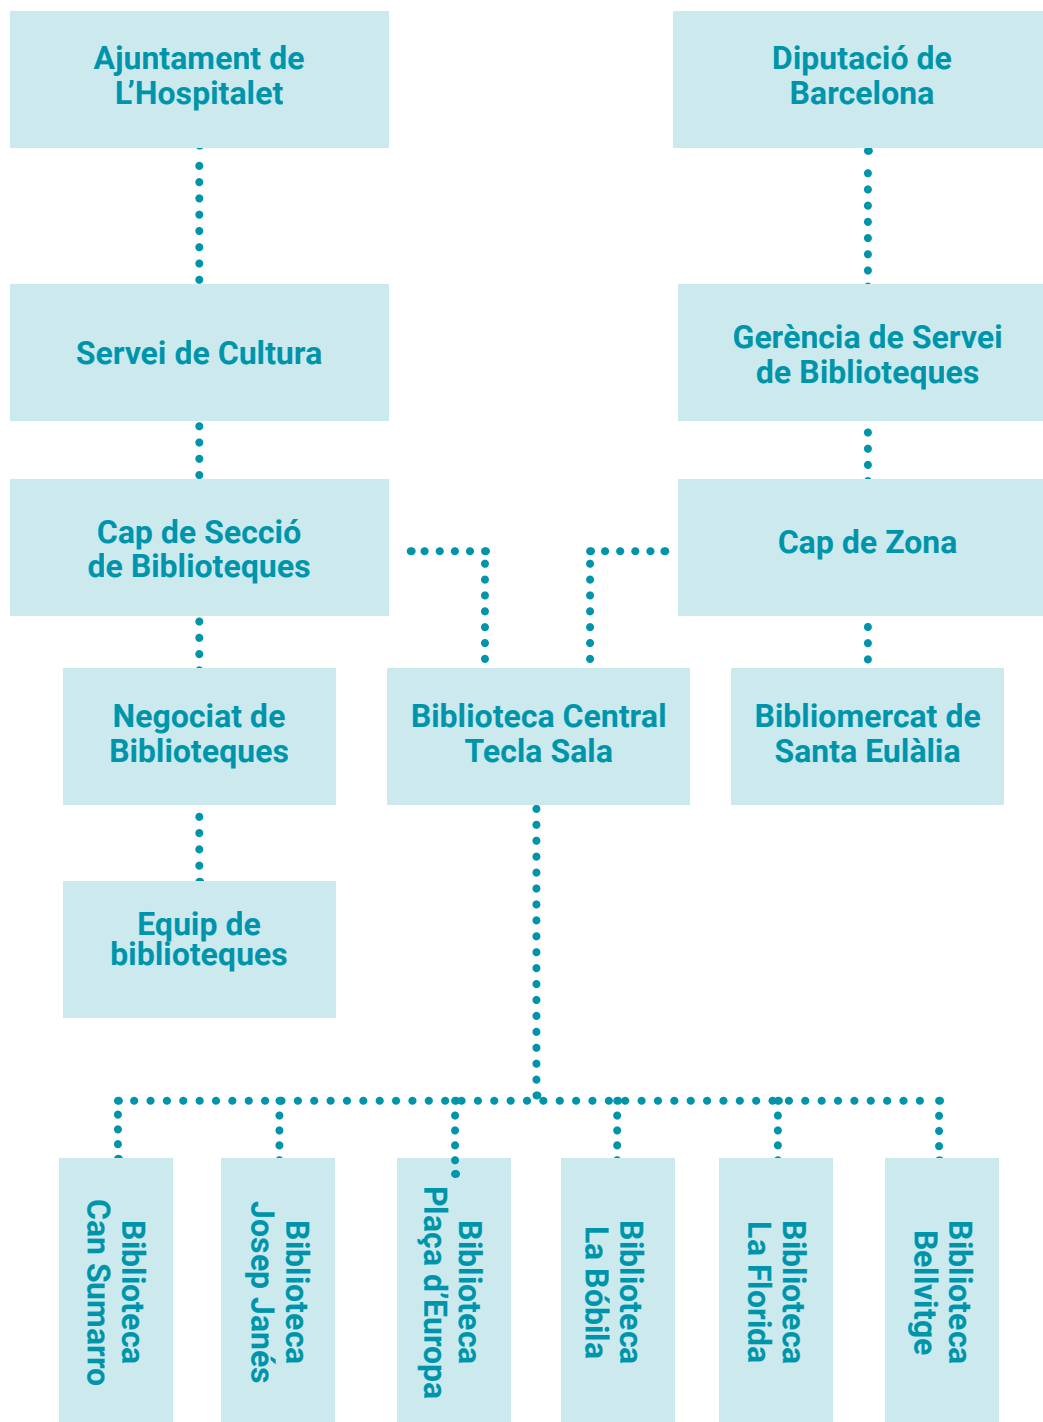 Ajuntament de
L’Hospitalet
Diputació de
Barcelona
Servei de Cultura
Gerència de Servei
de Biblioteques
Cap de Secció
de Biblioteques
Cap de Zona
Negociat de
Biblioteques
Biblioteca Central
Tecla Sala
Bibliomercat de
Santa Eulàlia
Equip de
biblioteques
Biblioteca
Can Sumarro
Biblioteca
Josep Janés
Biblioteca
Plaça d’Europa
Biblioteca
La Bóbila
Biblioteca
La Florida
Biblioteca
Bellvitge